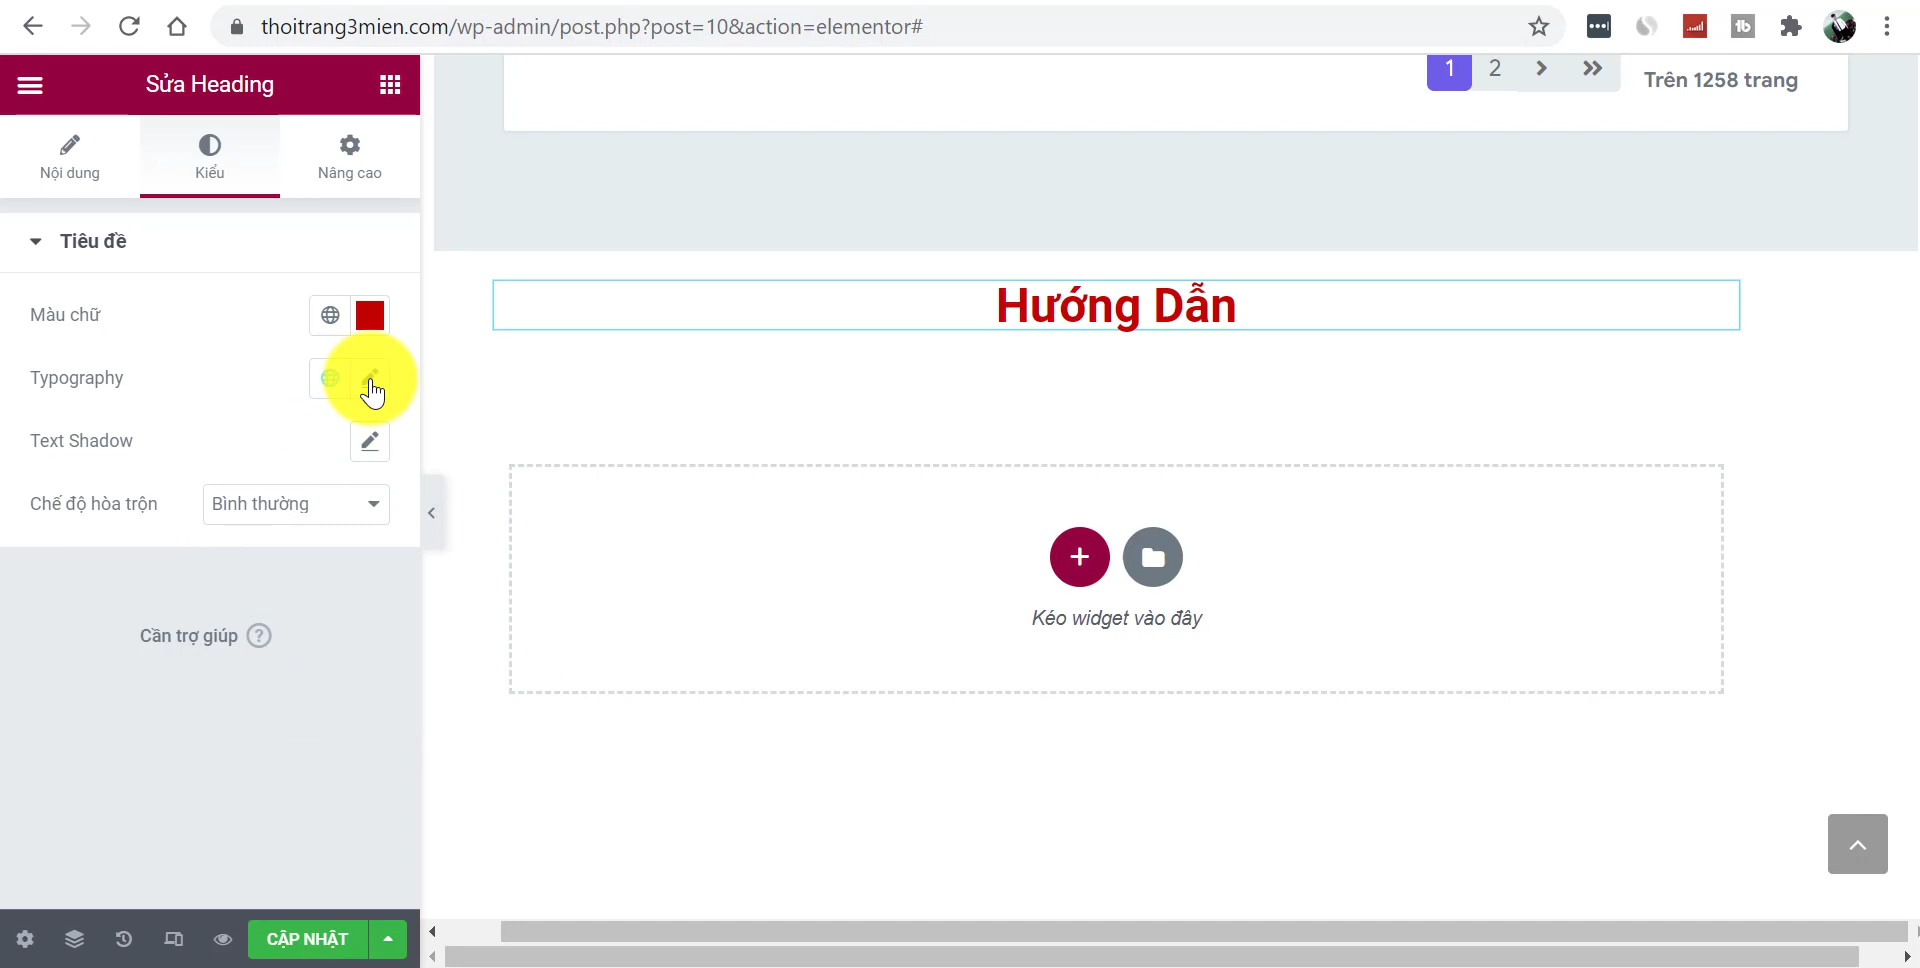 thoitrang3mien.com/wp-admin/post.php?post=10&action=elementor#
Sửa Heading
Nội dung
Kiểu
Nâng cao
Tiêu đề
Màu chữ
Typography
Text Shadow
Chế độ hòa trộn
Bình thường
Cần trợ giúp ?
CẬP NHẬT
1 2
Trên 1258 trang
Hướng Dẫn
Kéo widget vào đây